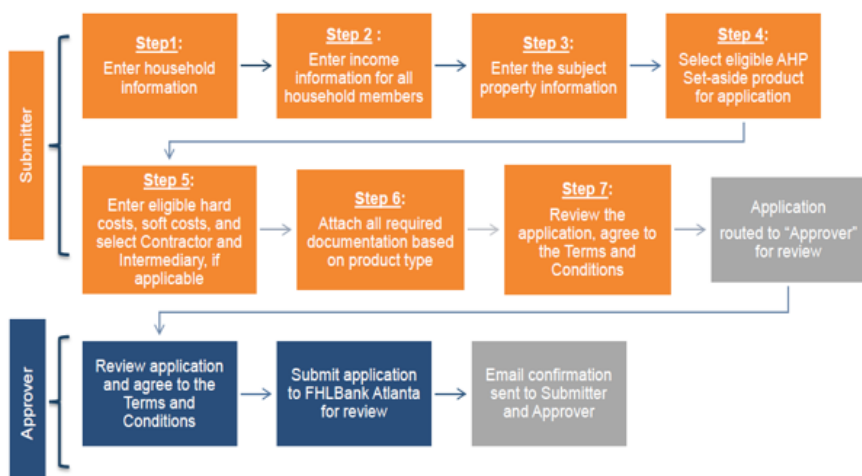 Submitter
Step1:
Enter household
information
Step 2 :
Enter income
information for all
household members
Step 3:
Enter the subject
property information
Step 4:
Select eligible AHP
Set-aside product
for application
Step 5:
Enter eligible hard
costs, soft costs, and
select Contractor and
Intermediary, if
applicable
Step 6:
Attach all required
documentation based
on product type
Step 7:
Review the
application, agree to
the Terms and
Conditions
Application
routed to “Approver”
for review
Approver
Review application
and agree to the
Terms and
Conditions
Submit application
to FHLBank Atlanta
for review
Email confirmation
sent to Submitter
and Approver